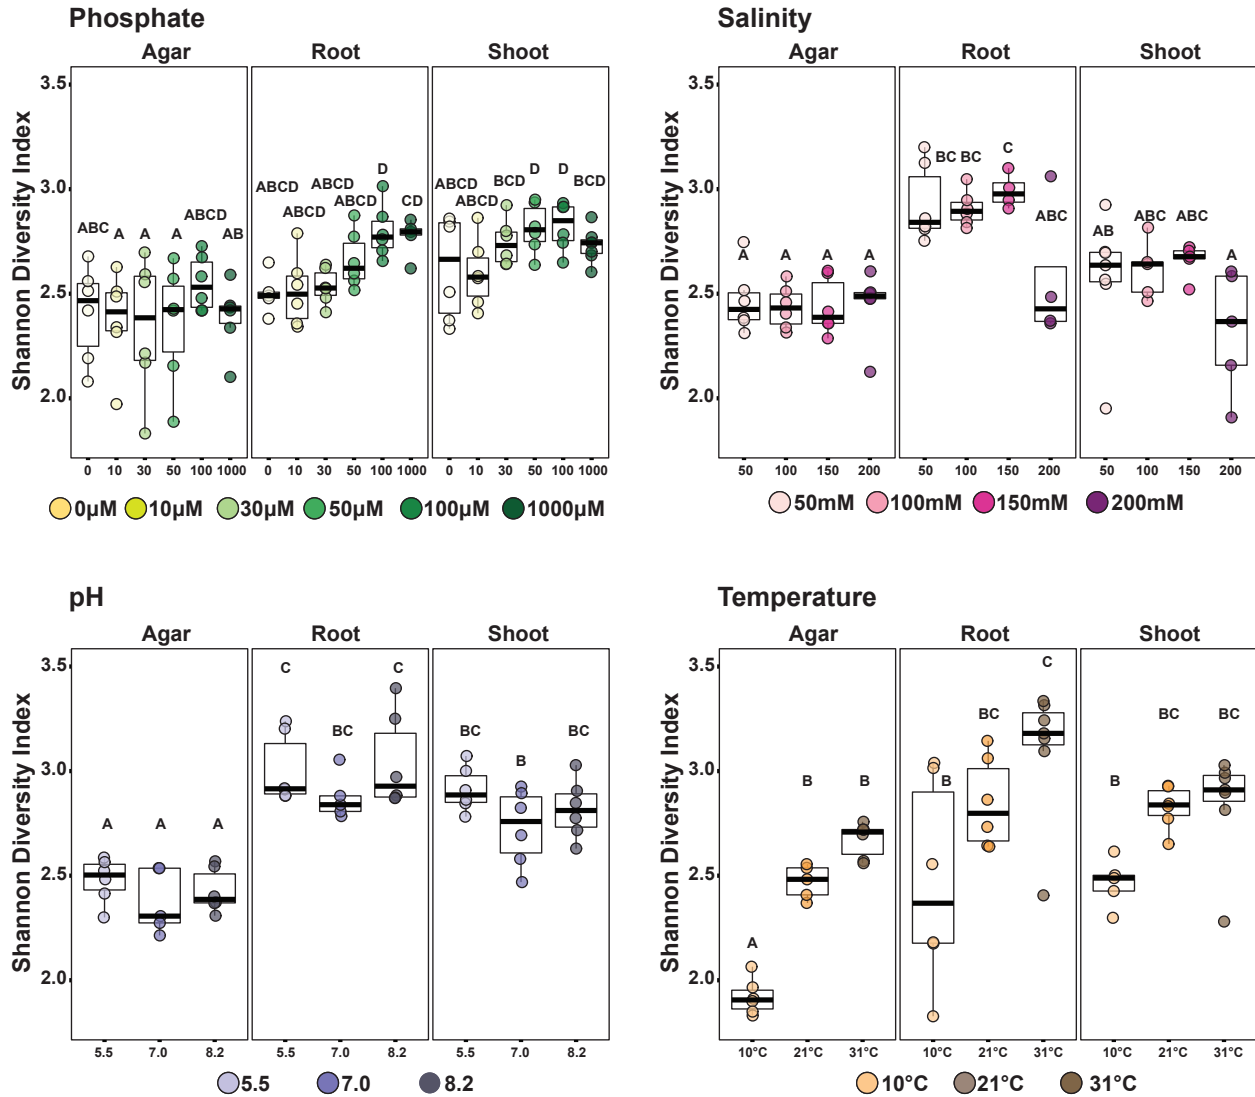 Phosphate
Agar Root Shoot
Shannon Diversity Index
3.5
3.0
2.5
2.0
ABC A A A ABCD AB
ABCD ABCD ABCD ABCD D CD
ABCD ABCD BCD D D BCD
0 10 30 50 100 1000 0 10 30 50 100 1000 0 10 30 50 100 1000
0µM 10µM 30µM 50µM 100µM 1000µM
Salinity
Agar Root Shoot
Shannon Diversity Index
3.5
3.0
2.5
2.0
A A A A
BC BC C ABC
AB ABC ABC A
50 100 150 200 50 100 150 200 50 100 150 200
50mM 100mM 150mM 200mM
pH
Agar Root Shoot
Shannon Diversity Index
3.5
3.0
2.5
2.0
A A A
C BC C
BC B BC
5.5 7.0 8.2 5.5 7.0 8.2 5.5 7.0 8.2
5.5 7.0 8.2
Temperature
Agar Root Shoot
Shannon Diversity Index
3.5
3.0
2.5
2.0
A B B
B BC C
B BC BC
10°C 21°C 31°C 10°C 21°C 31°C 10°C 21°C 31°C
10°C 21°C 31°C